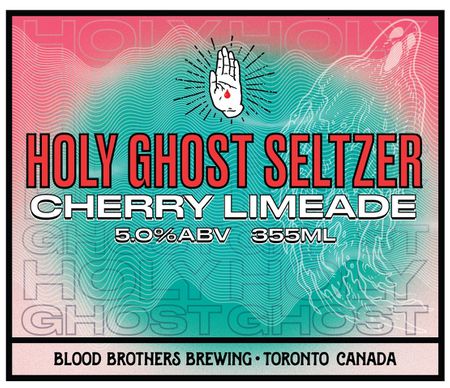 HOLY HOLY
HOLY GHOST SELTZER
CHERRY LIMEADE
5.0%ABV 355ML
GHOST GHOST
HOLY HOLY
GHOST GHOST
BLOOD BROTHERS BREWING • TORONTO CANADA